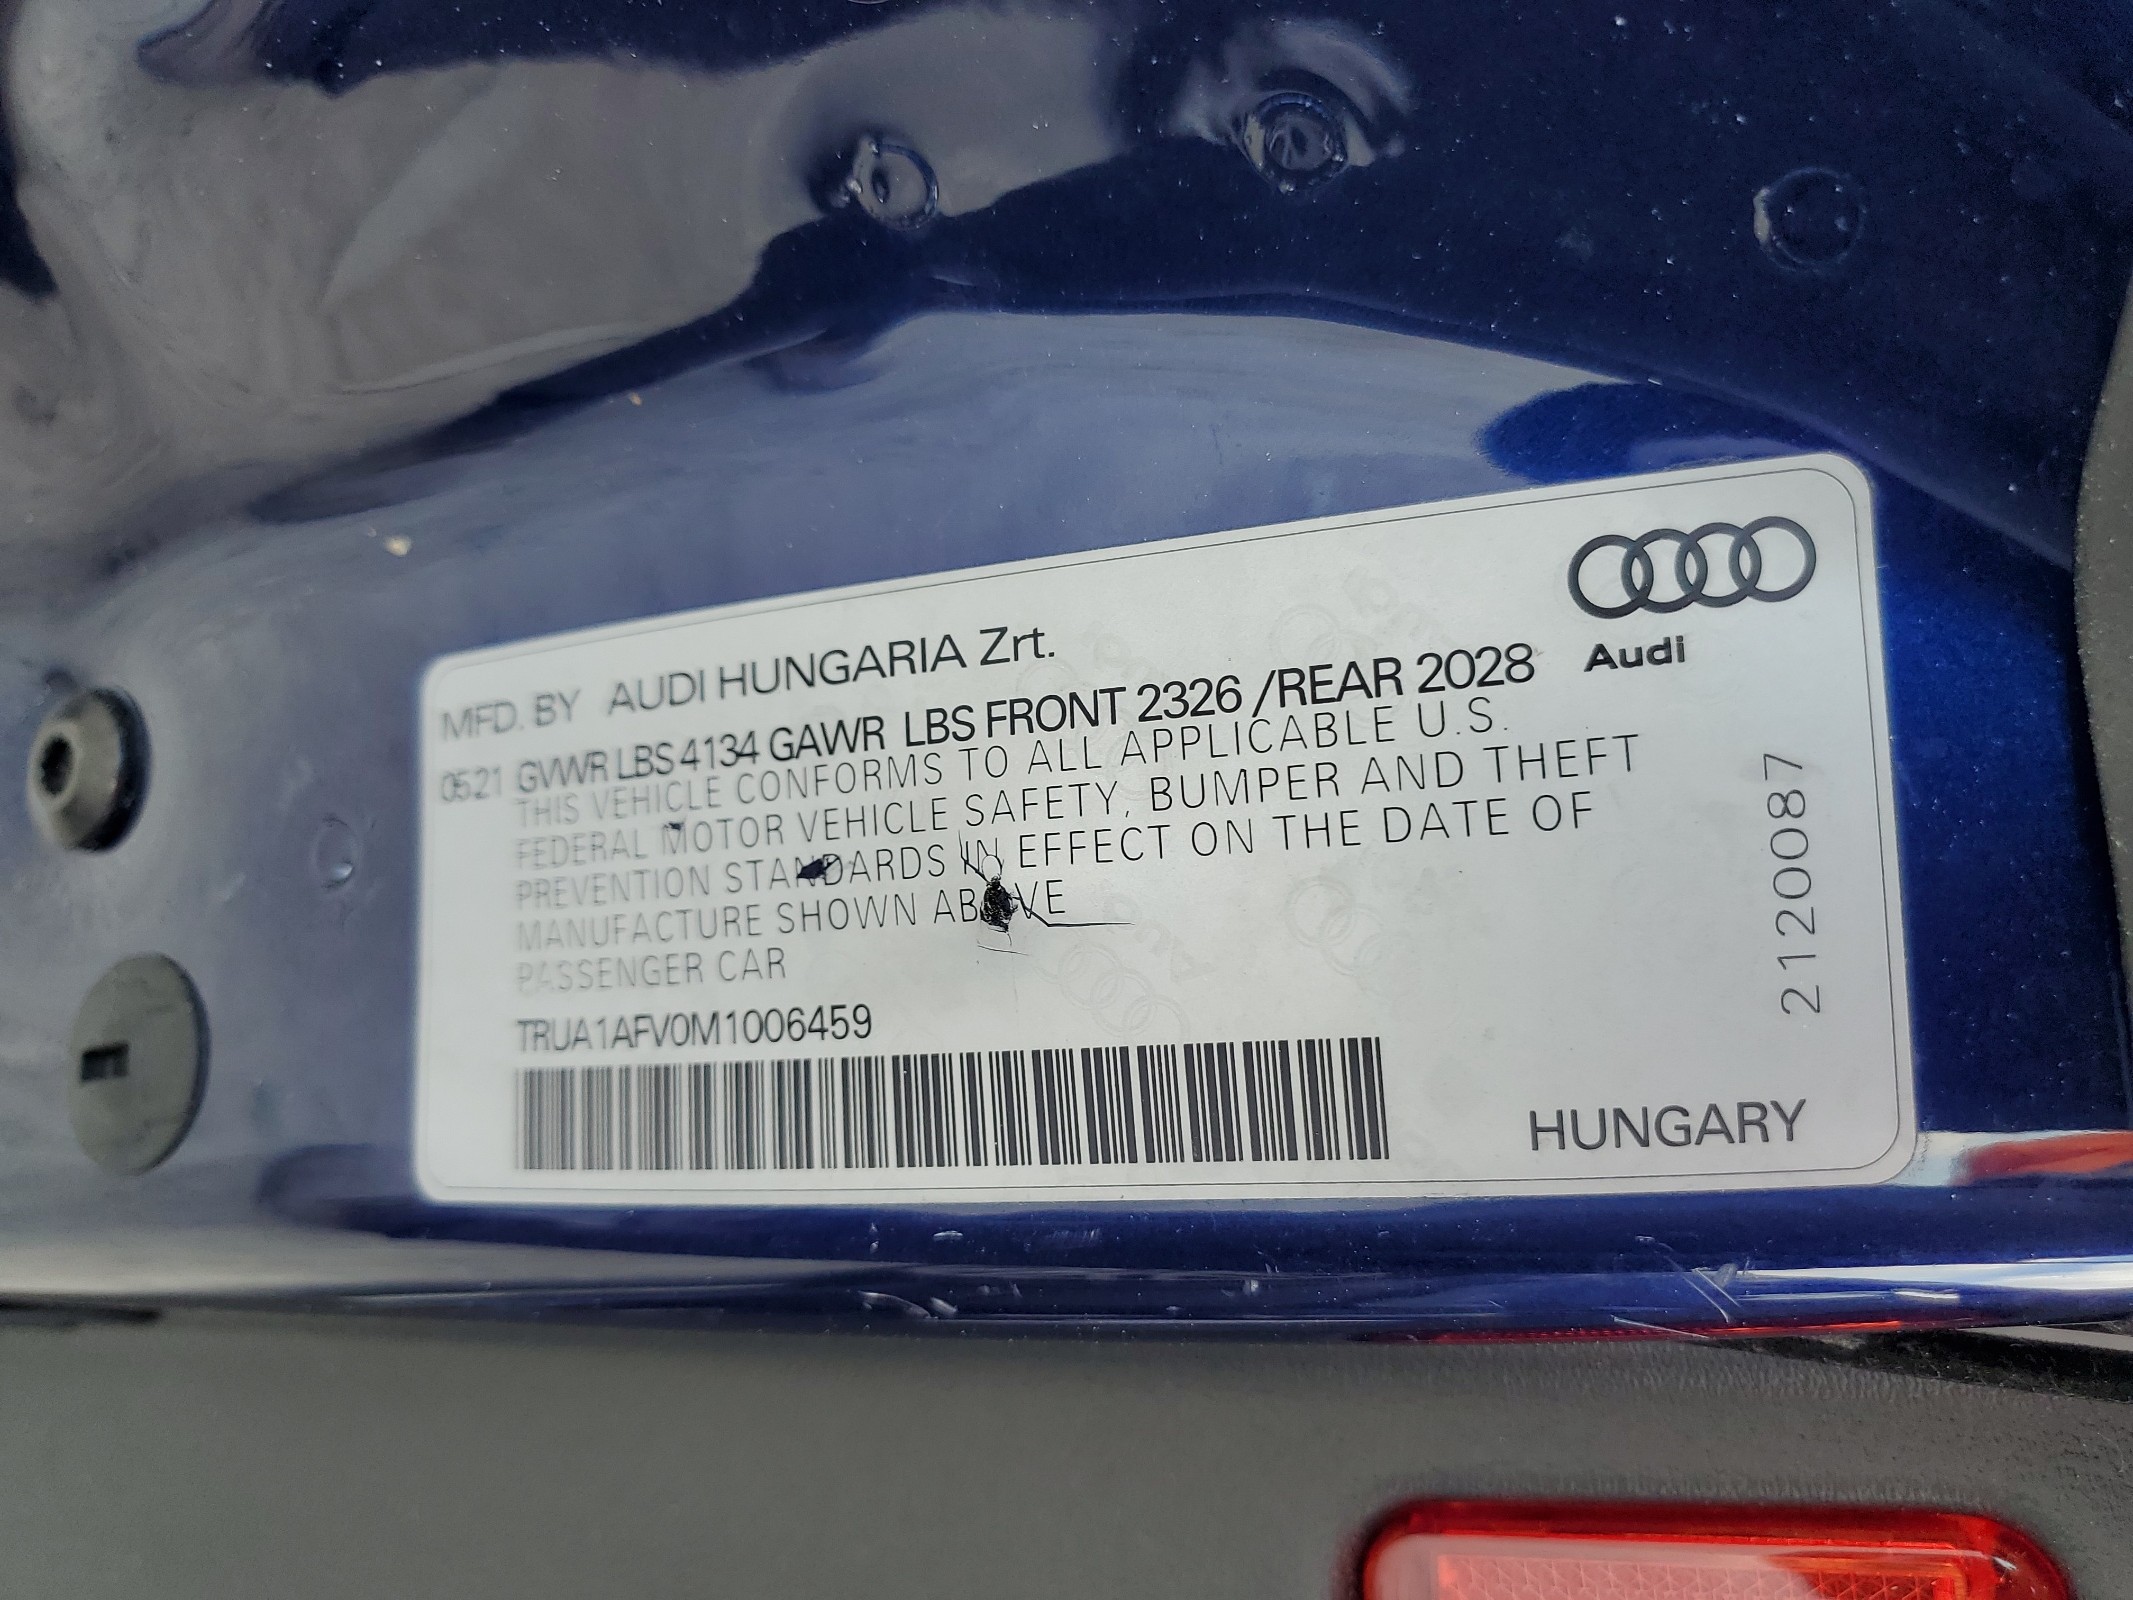 MFD. BY AUDI HUNGARIA Zrt.
05.21 GVWR LBS 4134 GAWR LBS FRONT 2326 /REAR 2028
THIS VEHICLE CONFORMS TO ALL APPLICABLE U.S.
FEDERAL MOTOR VEHICLE SAFETY, BUMPER AND THEFT
PREVENTION STANDARDS IN EFFECT ON THE DATE OF
MANUFACTURE SHOWN ABOVE
PASSENGER CAR
TRUA1AFV0M1006459
Audi
2120087
HUNGARY